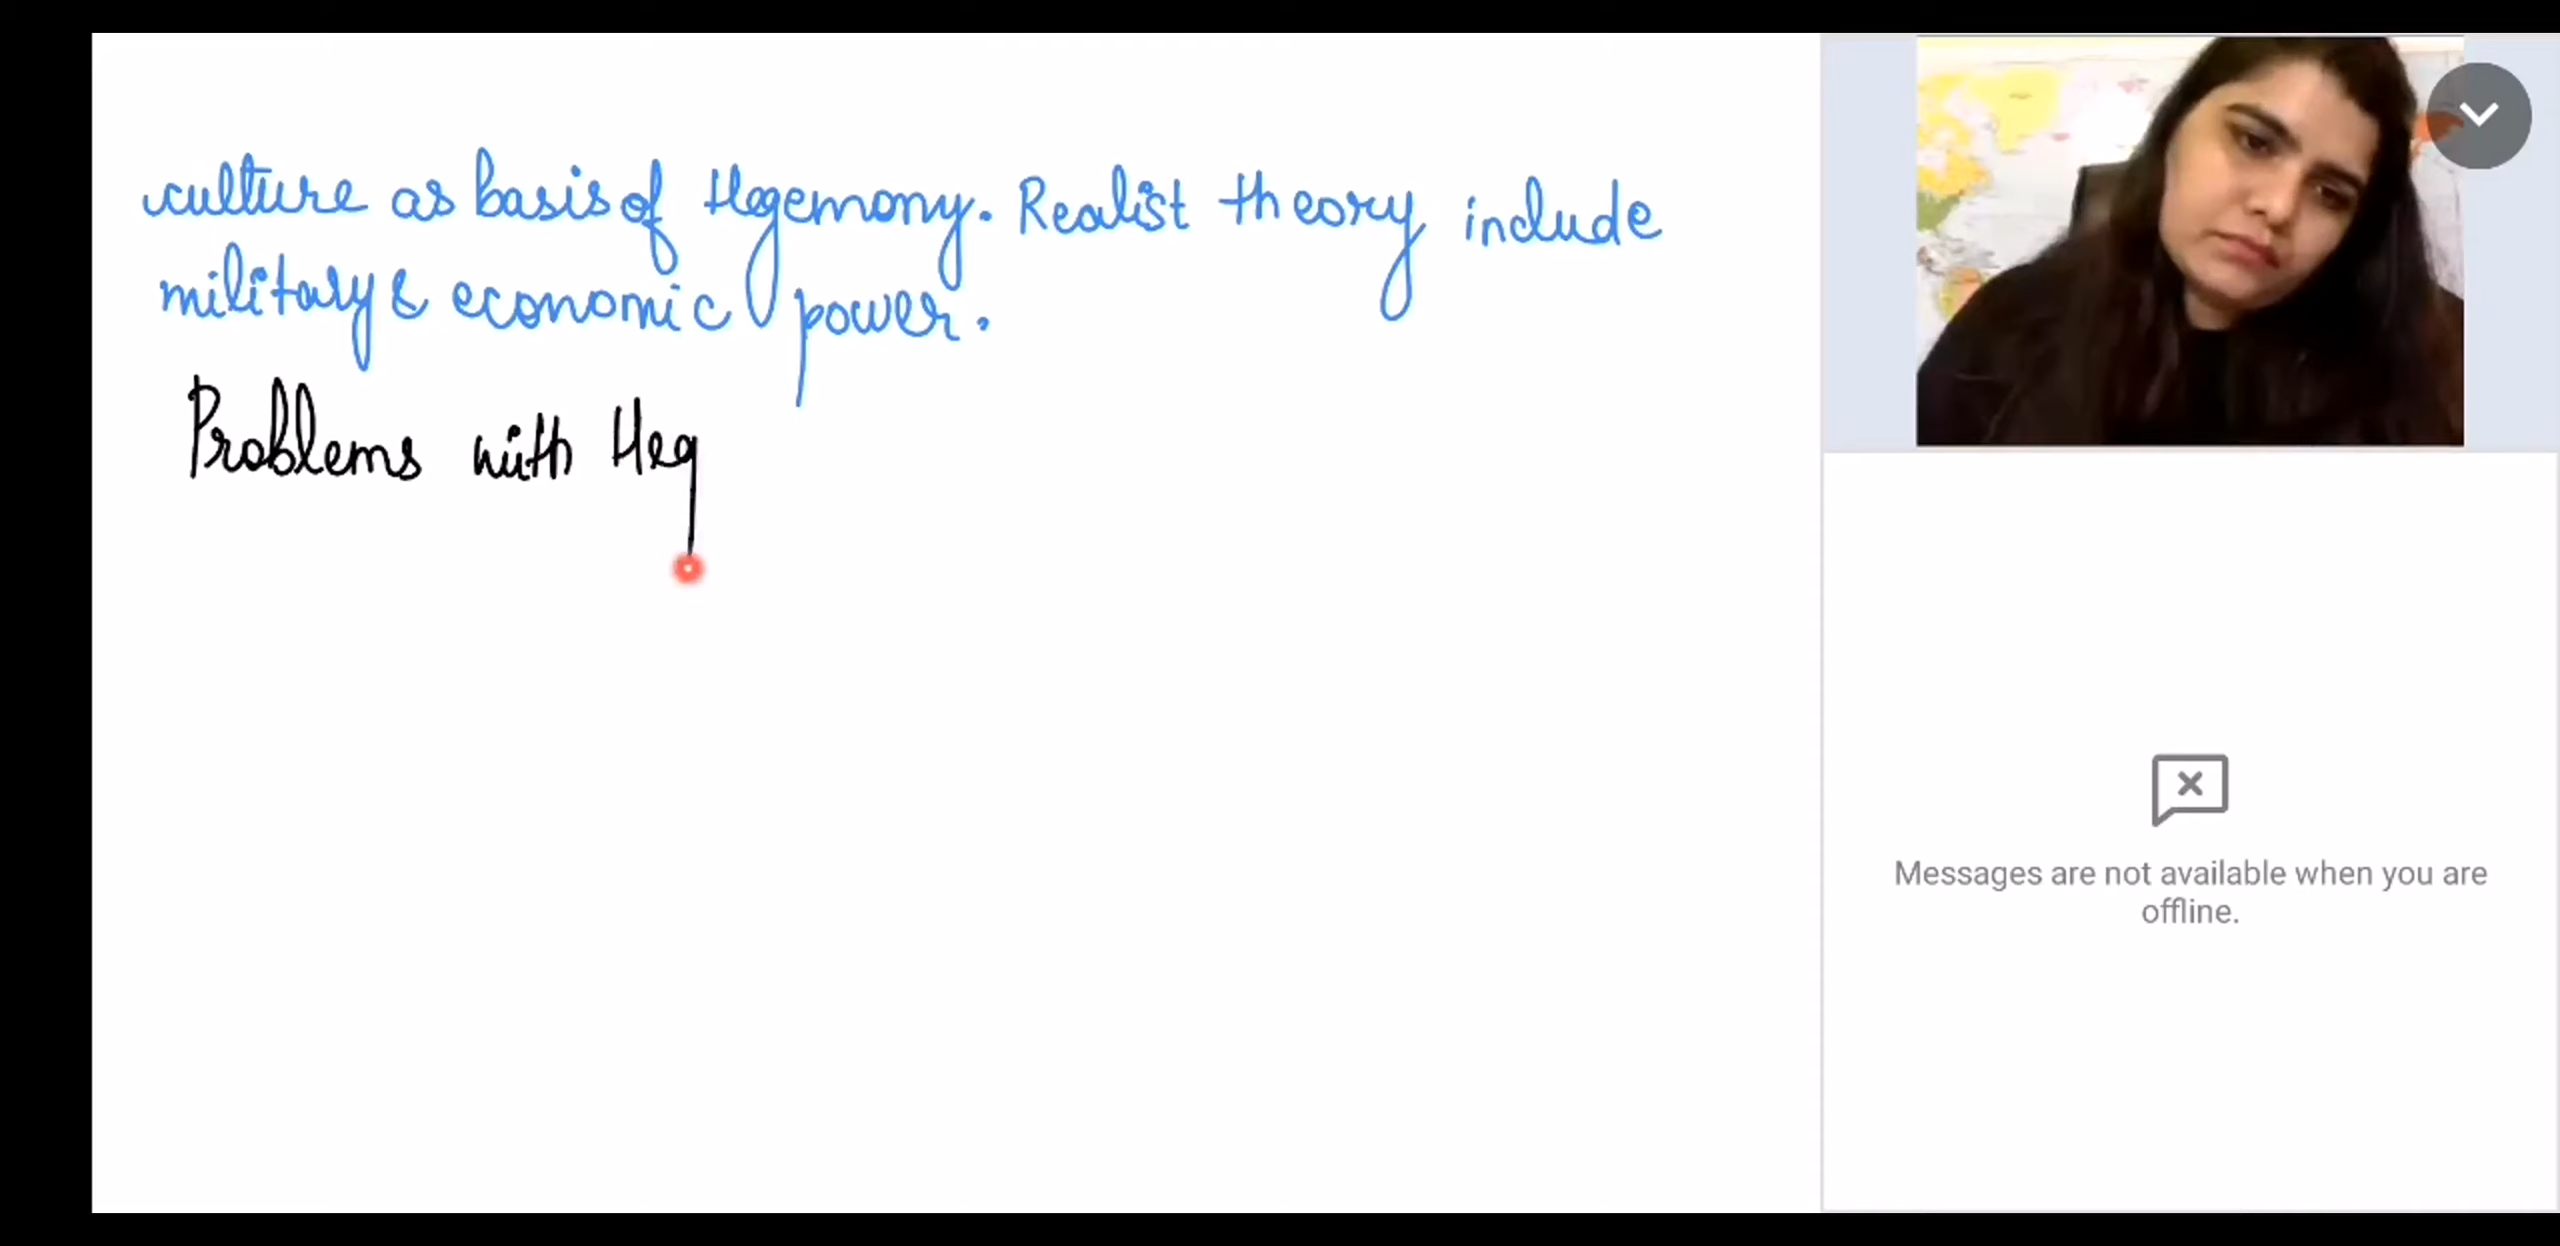 culture as basis of Hegemony. Realist theory include
military & economic power.
Problems with Heg
Messages are not available when you are
offline.